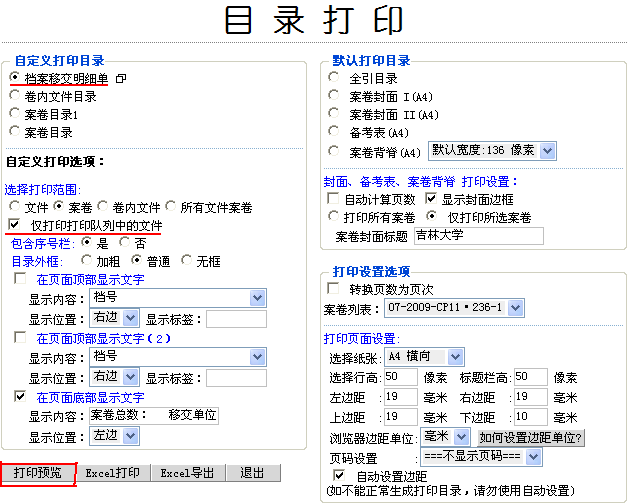 目录打印
自定义打印目录
档案移交明细单
卷内文件目录
案卷目录1
案卷目录
自定义打印选项：
选择打印范围:
文件 案卷 卷内文件 所有文件案卷
仅打印打印队列中的文件
包含序号栏: 是 否
目录外框: 加粗 普通 无框
在页面顶部显示文字
显示内容：档号
显示位置：右边 显示标签：
在页面顶部显示文字(2)
显示内容：档号
显示位置：右边 显示标签：
在页面底部显示文字
显示内容：案卷总数： 移交单位
显示位置：左边
打印预览 Excel打印 Excel导出 退出
默认打印目录
全引目录
案卷封面 I(A4)
案卷封面 II(A4)
备考表(A4)
案卷背脊(A4) 默认宽度:136 像素
封面、备考表、案卷背脊 打印设置：
自动计算页数 显示封面边框
打印所有案卷 仅打印所选案卷
案卷封面标题 吉林大学
打印设置选项
转换页数为页次
案卷列表：07-2009-CP11·236-1
打印页面设置:
选择纸张: A4 横向
选择行高: 50 像素 标题栏高: 50 像素
左边距 : 19 毫米 右边距 : 19 毫米
上边距 : 19 毫米 下边距 : 10 毫米
浏览器边距单位: 毫米 如何设置边距单位?
页码设置 : ===不显示页码===
自动设置边距
(如不能正常生成打印目录,请勿使用自动设置)